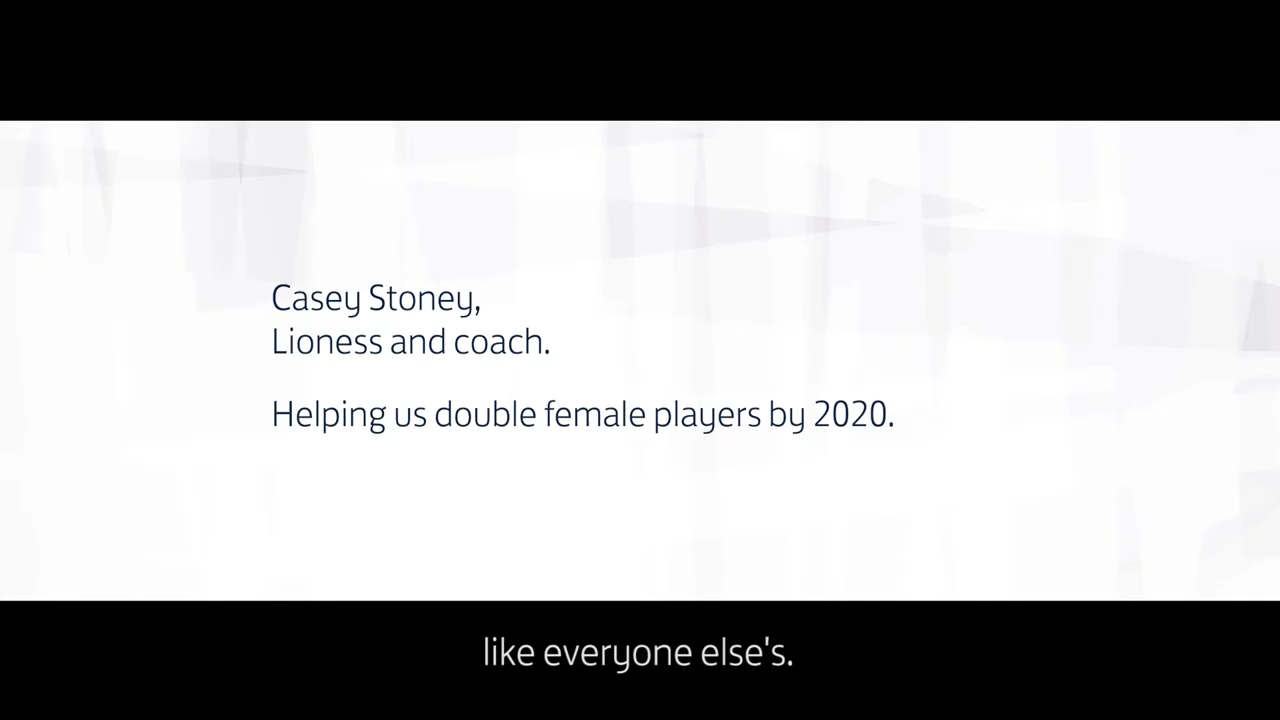 Casey Stoney,
Lioness and coach.
Helping us double female players by 2020.
like everyone else's.